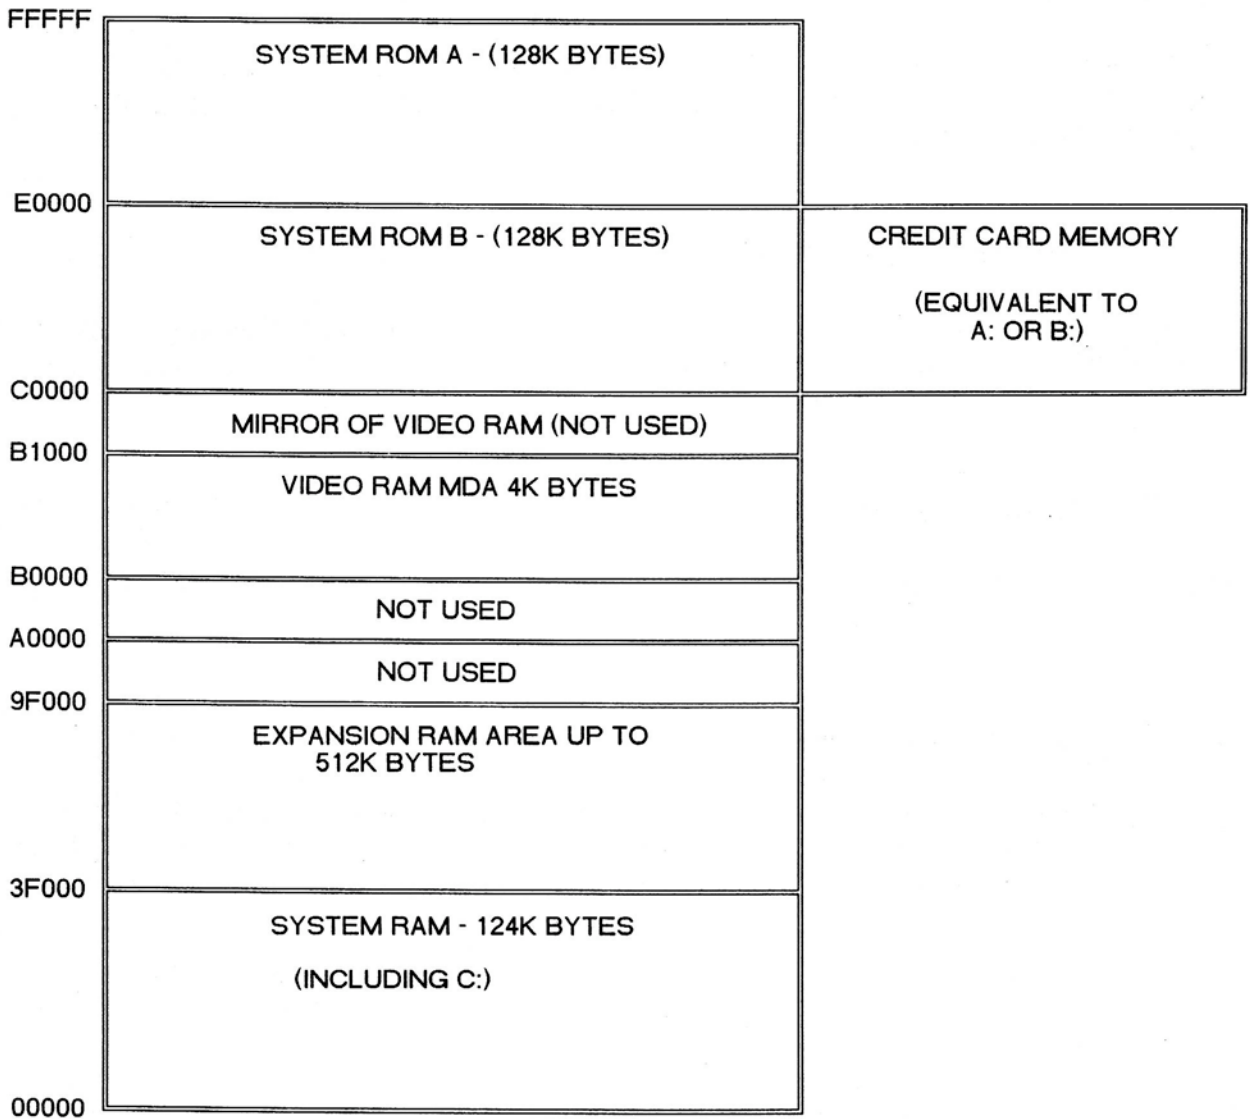 FFFFF
SYSTEM ROM A - (128K BYTES)
E0000
SYSTEM ROM B - (128K BYTES)
CREDIT CARD MEMORY
(EQUIVALENT TO
A: OR B:)
C0000
MIRROR OF VIDEO RAM (NOT USED)
B1000
VIDEO RAM MDA 4K BYTES
B0000
NOT USED
A0000
NOT USED
9F000
EXPANSION RAM AREA UP TO
512K BYTES
3F000
SYSTEM RAM - 124K BYTES
(INCLUDING C:)
00000